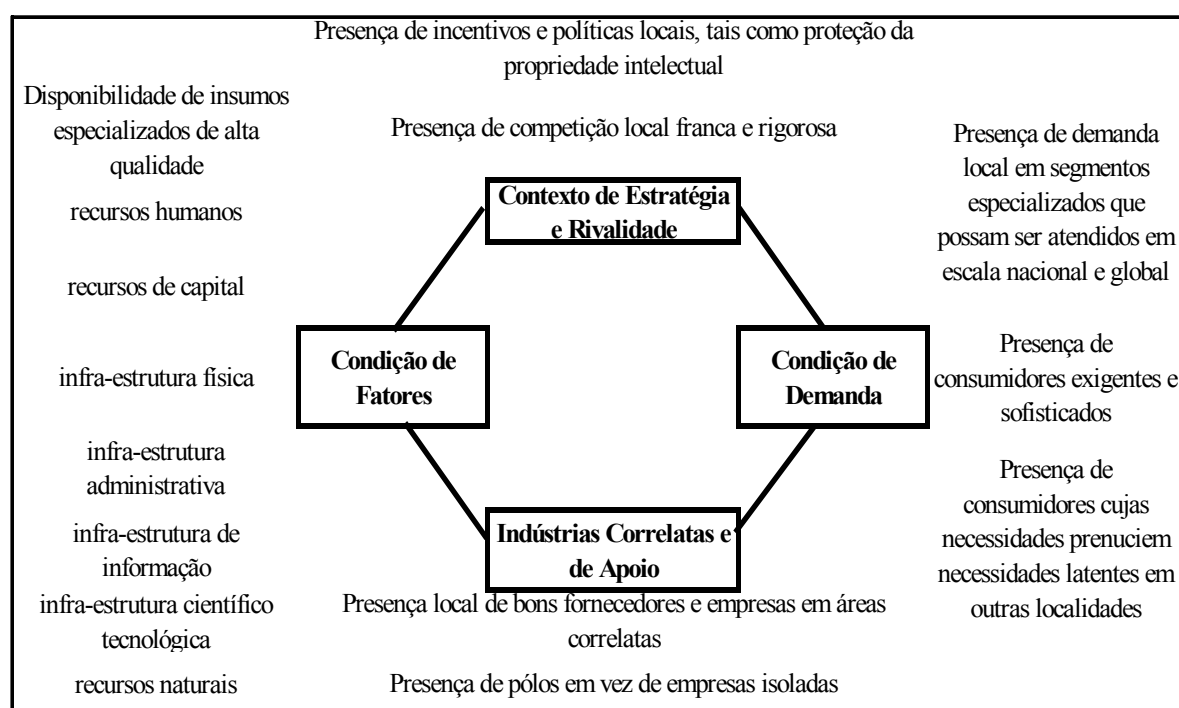 Presença de incentivos e políticas locais, tais como proteção da
propriedade intelectual
Presença de competição local franca e rigorosa
Contexto de Estratégia
e Rivalidade
Disponibilidade de insumos
especializados de alta
qualidade
recursos humanos
recursos de capital
infra-estrutura física
infra-estrutura
administrativa
infra-estrutura de
informação
infra-estrutura científico
tecnológica
recursos naturais
Condição de
Fatores
Condição de
Demanda
Presença de demanda
local em segmentos
especializados que
possam ser atendidos em
escala nacional e global
Presença de
consumidores exigentes e
sofisticados
Presença de
consumidores cujas
necessidades prenuciem
necessidades latentes em
outras localidades
Indústrias Correlatas e
de Apoio
Presença local de bons fornecedores e empresas em áreas
correlatas
Presença de pólos em vez de empresas isoladas